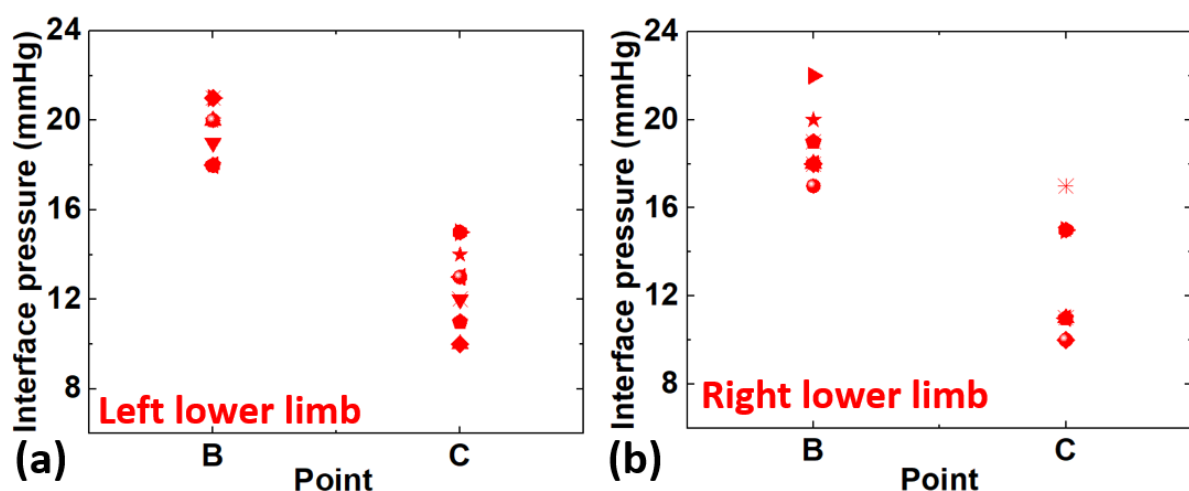 24
20
16
12
8
Interface pressure (mmHg)
Left lower limb
B
C
Point
(a)
24
20
16
12
8
Interface pressure (mmHg)
Right lower limb
B
C
Point
(b)